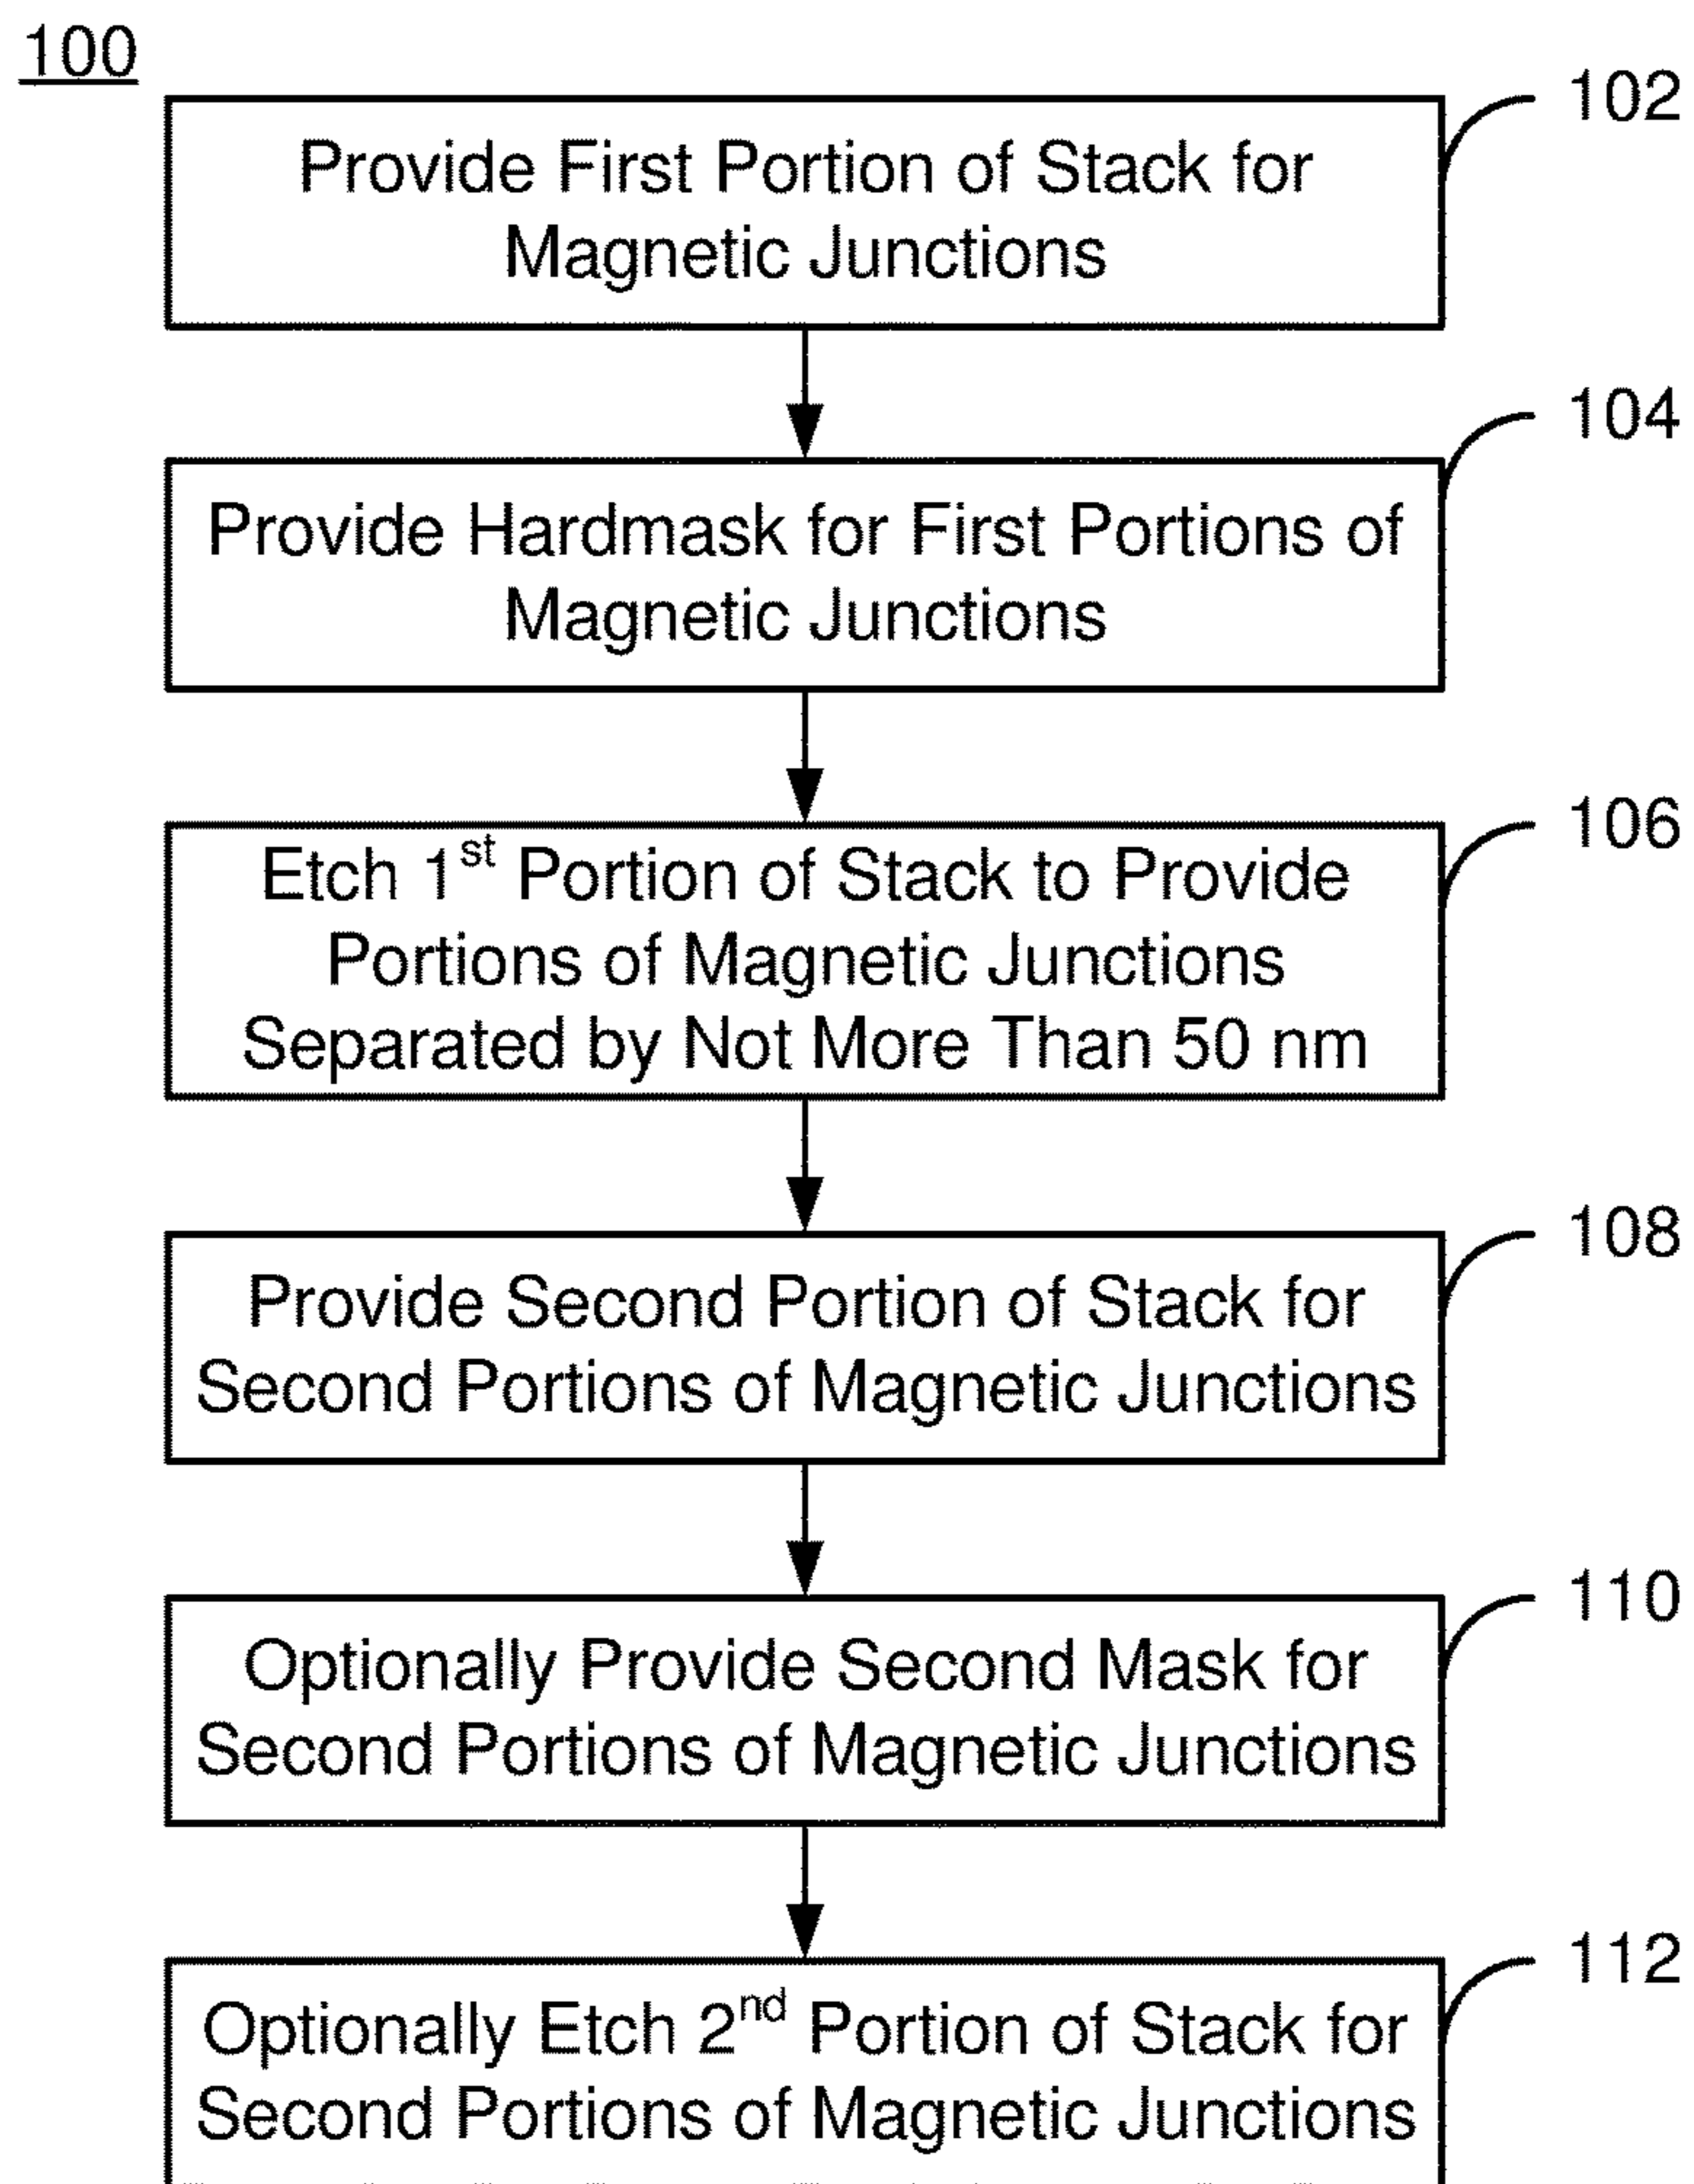 100
102
Provide First Portion of Stack for
Magnetic Junctions
104
Provide Hardmask for First Portions of
Magnetic Junctions
106
Etch 1st Portion of Stack to Provide
Portions of Magnetic Junctions
Separated by Not More Than 50 nm
108
Provide Second Portion of Stack for
Second Portions of Magnetic Junctions
110
Optionally Provide Second Mask for
Second Portions of Magnetic Junctions
112
Optionally Etch 2nd Portion of Stack for
Second Portions of Magnetic Junctions